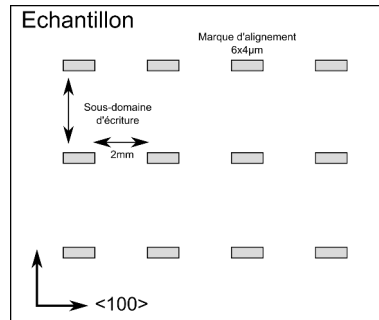 Echantillon
Marque d'alignement
6x4µm
Sous-domaine
d'écriture
2mm
<100>